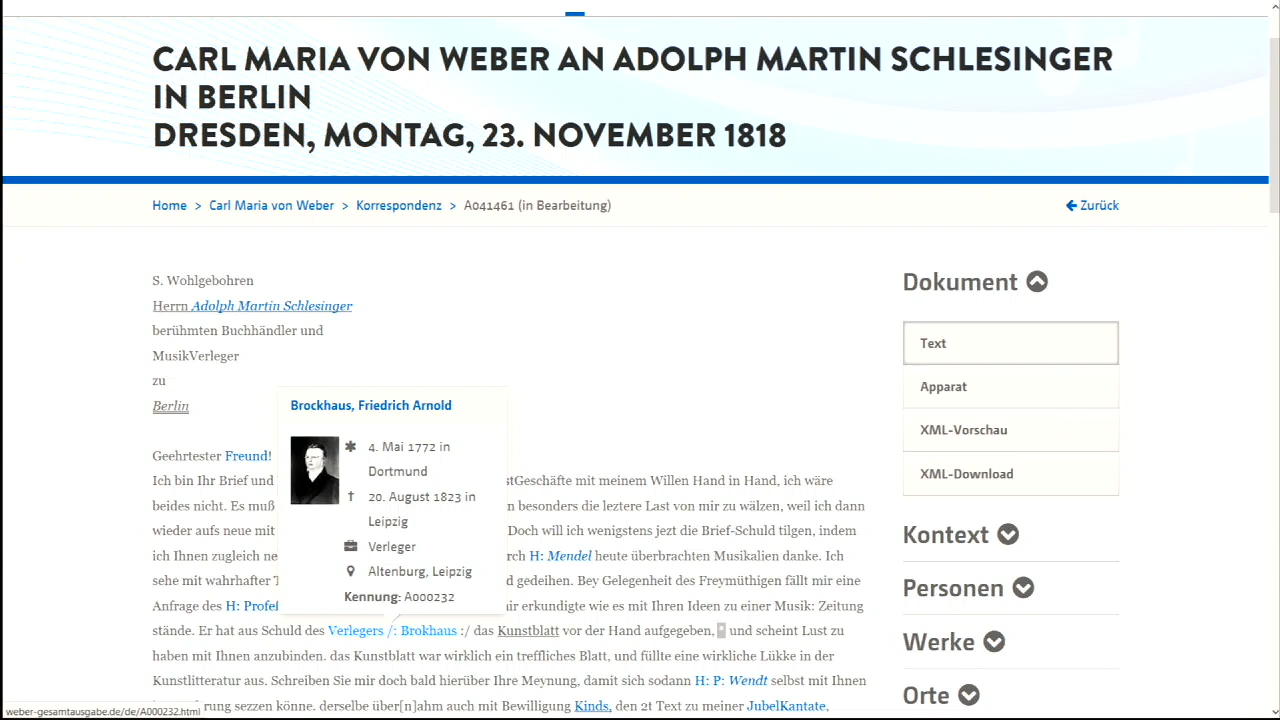 CARL MARIA VON WEBER AN ADOLPH MARTIN SCHLESINGER
IN BERLIN
DRESDEN, MONTAG, 23. NOVEMBER 1818
Home > Carl Maria von Weber > Korrespondenz > A041461 (in Bearbeitung)
Zurück
S. Wohlgebohren
Herrn Adolph Martin Schlesinger
berühmten Buchhändler und
MusikVerleger
zu
Berlin
Geehrtester Freund!
Ich bin Ihr Brief und
stGeschäfte mit meinem Willen Hand in Hand, ich wäre
beides nicht. Es muß
n besonders die leztere Last von mir zu wälzen, weil ich dann
wieder aufs neue mit
Doch will ich wenigstens jezt die Brief-Schuld tilgen, indem
ich Ihnen zugleich ne
rch H: Mendel heute überbrachten Musikalien danke. Ich
sehe mit wahrhafter
d gedeihen. Bey Gelegenheit des Freymüthigen fällt mir eine
Anfrage des H: Profe
ir erkundigte wie es mit Ihren Ideen zu einer Musik: Zeitung
stände. Er hat aus Schuld des Verlegers /: Brokhaus :/ das Kunstblatt vor der Hand aufgegeben, * und scheint Lust zu
haben mit Ihnen anzubinden. das Kunstblatt war wirklich ein treffliches Blatt, und füllte eine wirkliche Lükke in der
Kunstlitteratur aus. Schreiben Sie mir doch bald hierüber Ihre Meynung, damit sich sodann H: P: Wendt selbst mit Ihnen
rung sezzen könne. derselbe über[n]ahm auch mit Bewilligung Kinds, den 2t Text zu meiner JubelKantate,
Brockhaus, Friedrich Arnold
4. Mai 1772 in
Dortmund
† 20. August 1823 in
Leipzig
Verleger
Altenburg, Leipzig
Kennung: A000232
Dokument
Text
Apparat
XML-Vorschau
XML-Download
Kontext
Personen
Werke
Orte
weber-gesamtausgabe.de/de/A000232.html